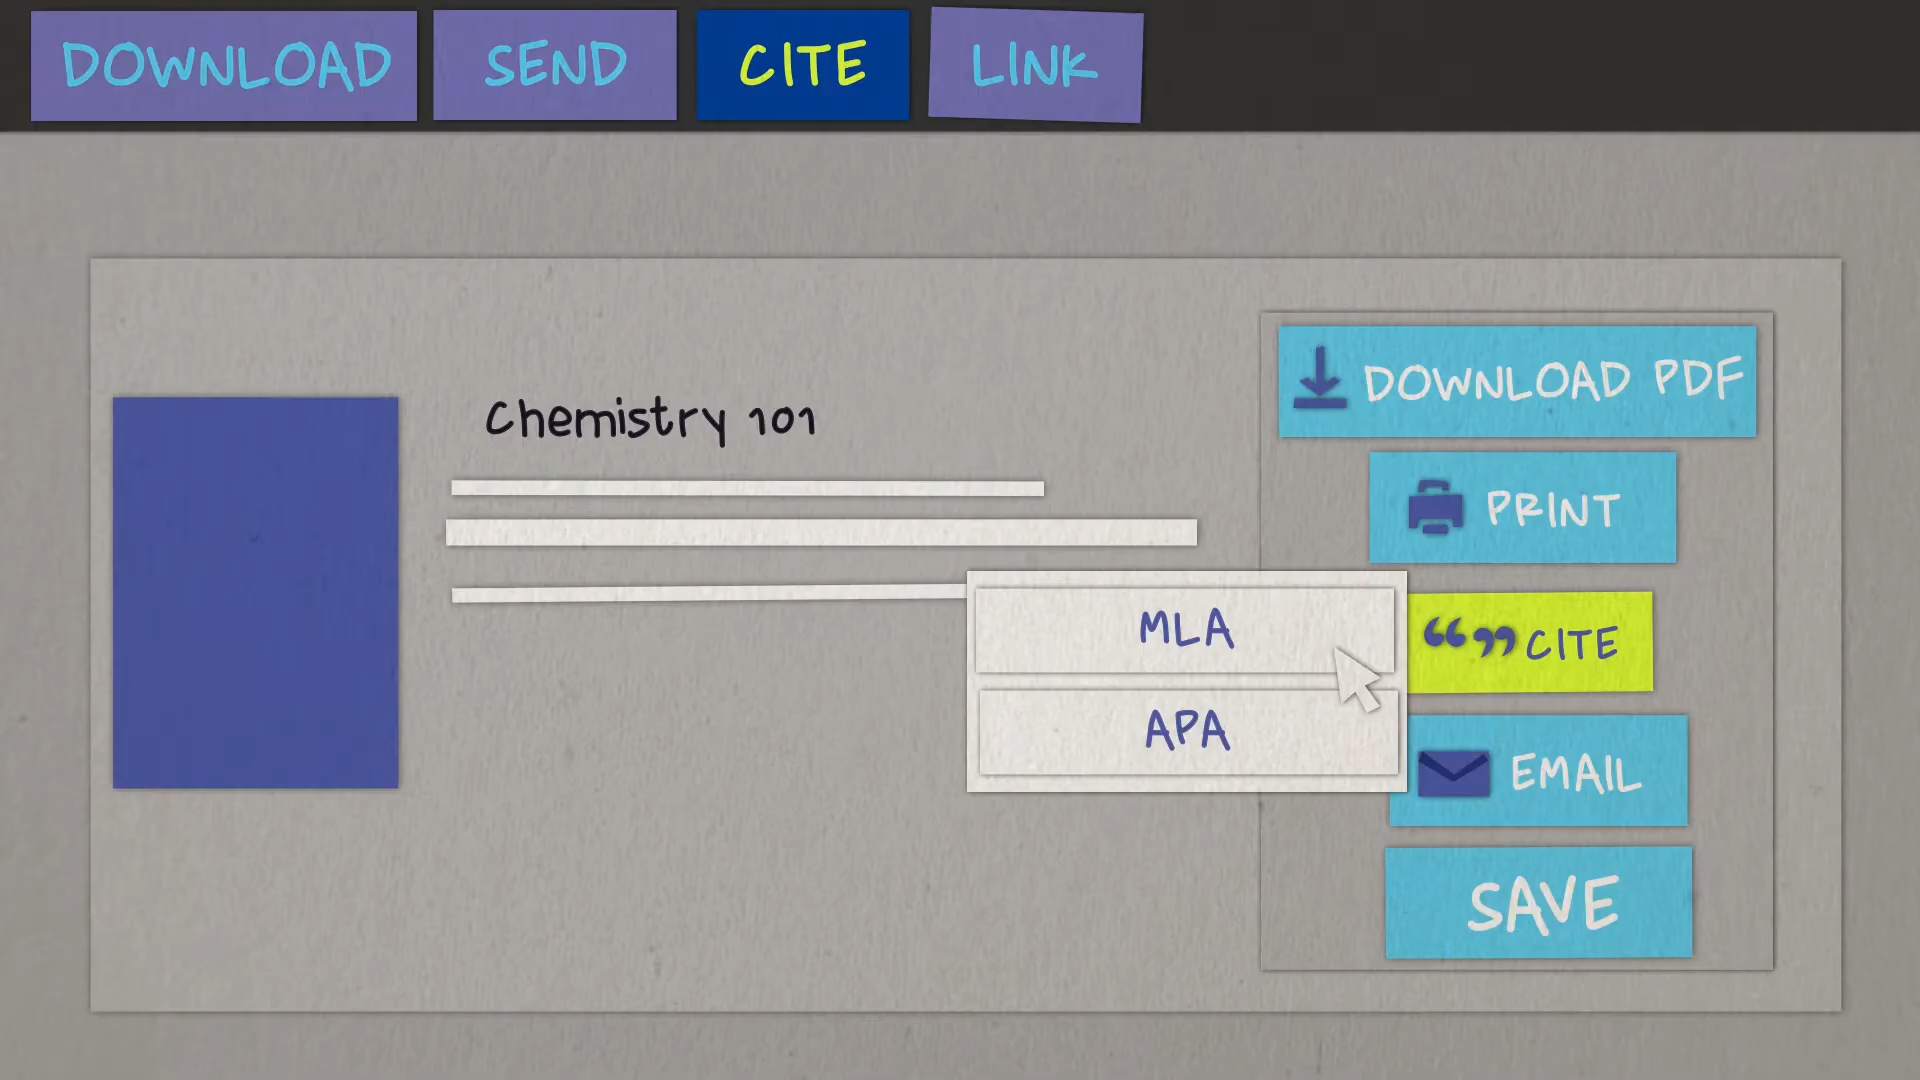 DOWNLOAD
SEND
CITE
LINK
Chemistry 101
DOWNLOAD PDF
PRINT
MLA
APA
“ ” CITE
EMAIL
SAVE